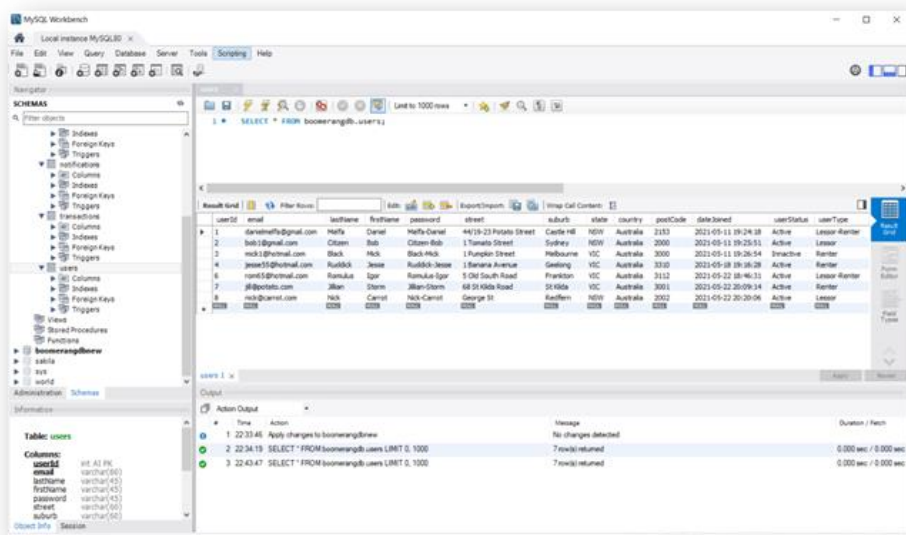 MySQL Workbench
Local instance MySQL80
File Edit View Query Database Server Tools Scripting Help
Navigator
SCHEMAS
Filter objects
Indexes
Foreign Keys
Triggers
notifications
Columns
Indexes
Foreign Keys
Triggers
transactions
Columns
Indexes
Foreign Keys
Triggers
users
Columns
Indexes
Foreign Keys
Triggers
Views
Stored Procedures
Functions
boomerangdbnew
sakila
sys
world
Administration Schemas
Information
Table: users
Columns:
userId int AI PK
email varchar(60)
lastName varchar(45)
firstName varchar(45)
password varchar(45)
street varchar(60)
suburb varchar(60)
Object Info Session
users
Limit to 1000 rows
1 SELECT * FROM boomerangdb.users;
Result Grid Filter Rows: Edit: Export/Import: Wrap Cell Content:
userId email lastName firstName password street suburb state country postCode dateJoined userStatus userType
1 danielmelfa@gmail.com Melfa Daniel Melfa-Daniel 44/19-23 Potato Street Castle Hill NSW Australia 2153 2021-05-11 19:24:18 Active Lessor-Renter
2 bob1@gmail.com Citizen Bob Citizen-Bob 1 Tomato Street Sydney NSW Australia 2000 2021-05-11 19:25:51 Active Lessor
3 mick1@hotmail.com Black Mick Black-Mick 1 Pumpkin Street Melbourne VIC Australia 3000 2021-05-11 19:26:54 Innactive Renter
4 jesse55@hotmail.com Ruddick Jesse Ruddick-Jesse 1 Banana Avenue Geelong VIC Australia 3310 2021-05-18 19:16:28 Active Renter
6 rom65@hotmail.com Romulus Igor Romulus-Igor 5 Old South Road Frankton VIC Australia 3112 2021-05-22 18:46:31 Active Lessor-Renter
7 jil@potato.com Jillian Storm Jillian-Storm 68 St Kilda Road St Kilda VIC Australia 3001 2021-05-22 20:09:14 Active Renter
8 nick@carrot.com Nick Carrot Nick-Carrot George St Redfern NSW Australia 2002 2021-05-22 20:20:06 Active Lessor
NULL NULL NULL NULL NULL NULL NULL NULL NULL NULL NULL NULL NULL
Result Grid
Form Editor
Field Types
users 1
Apply Revert
Output
Action Output
# Time Action Message Duration / Fetch
1 22:33:46 Apply changes to boomerangdbnew No changes detected
2 22:34:19 SELECT * FROM boomerangdb.users LIMIT 0, 1000 7 row(s) returned 0.000 sec / 0.000 sec
3 22:43:47 SELECT * FROM boomerangdb.users LIMIT 0, 1000 7 row(s) returned 0.000 sec / 0.000 sec